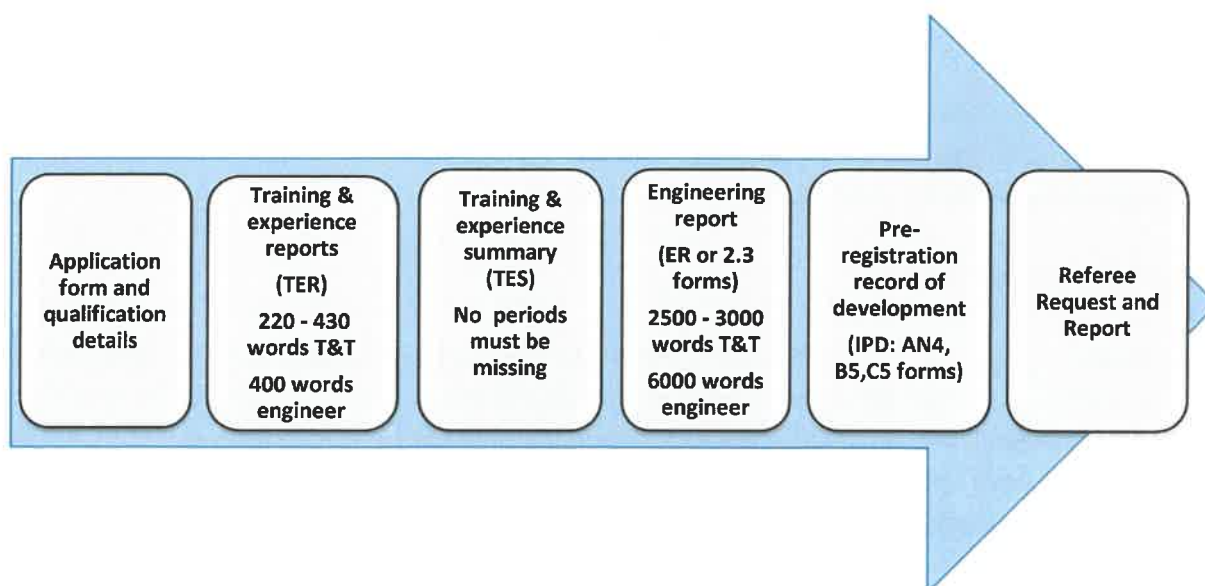 Application
form and
qualification
details
Training &
experience
reports
(TER)
220 - 430
words T&T
400 words
engineer
Training &
experience
summary
(TES)
No periods
must be
missing
Engineering
report
(ER or 2.3
forms)
2500 - 3000
words T&T
6000 words
engineer
Pre-
registration
record of
development
(IPD: AN4,
B5,C5 forms)
Referee
Request and
Report